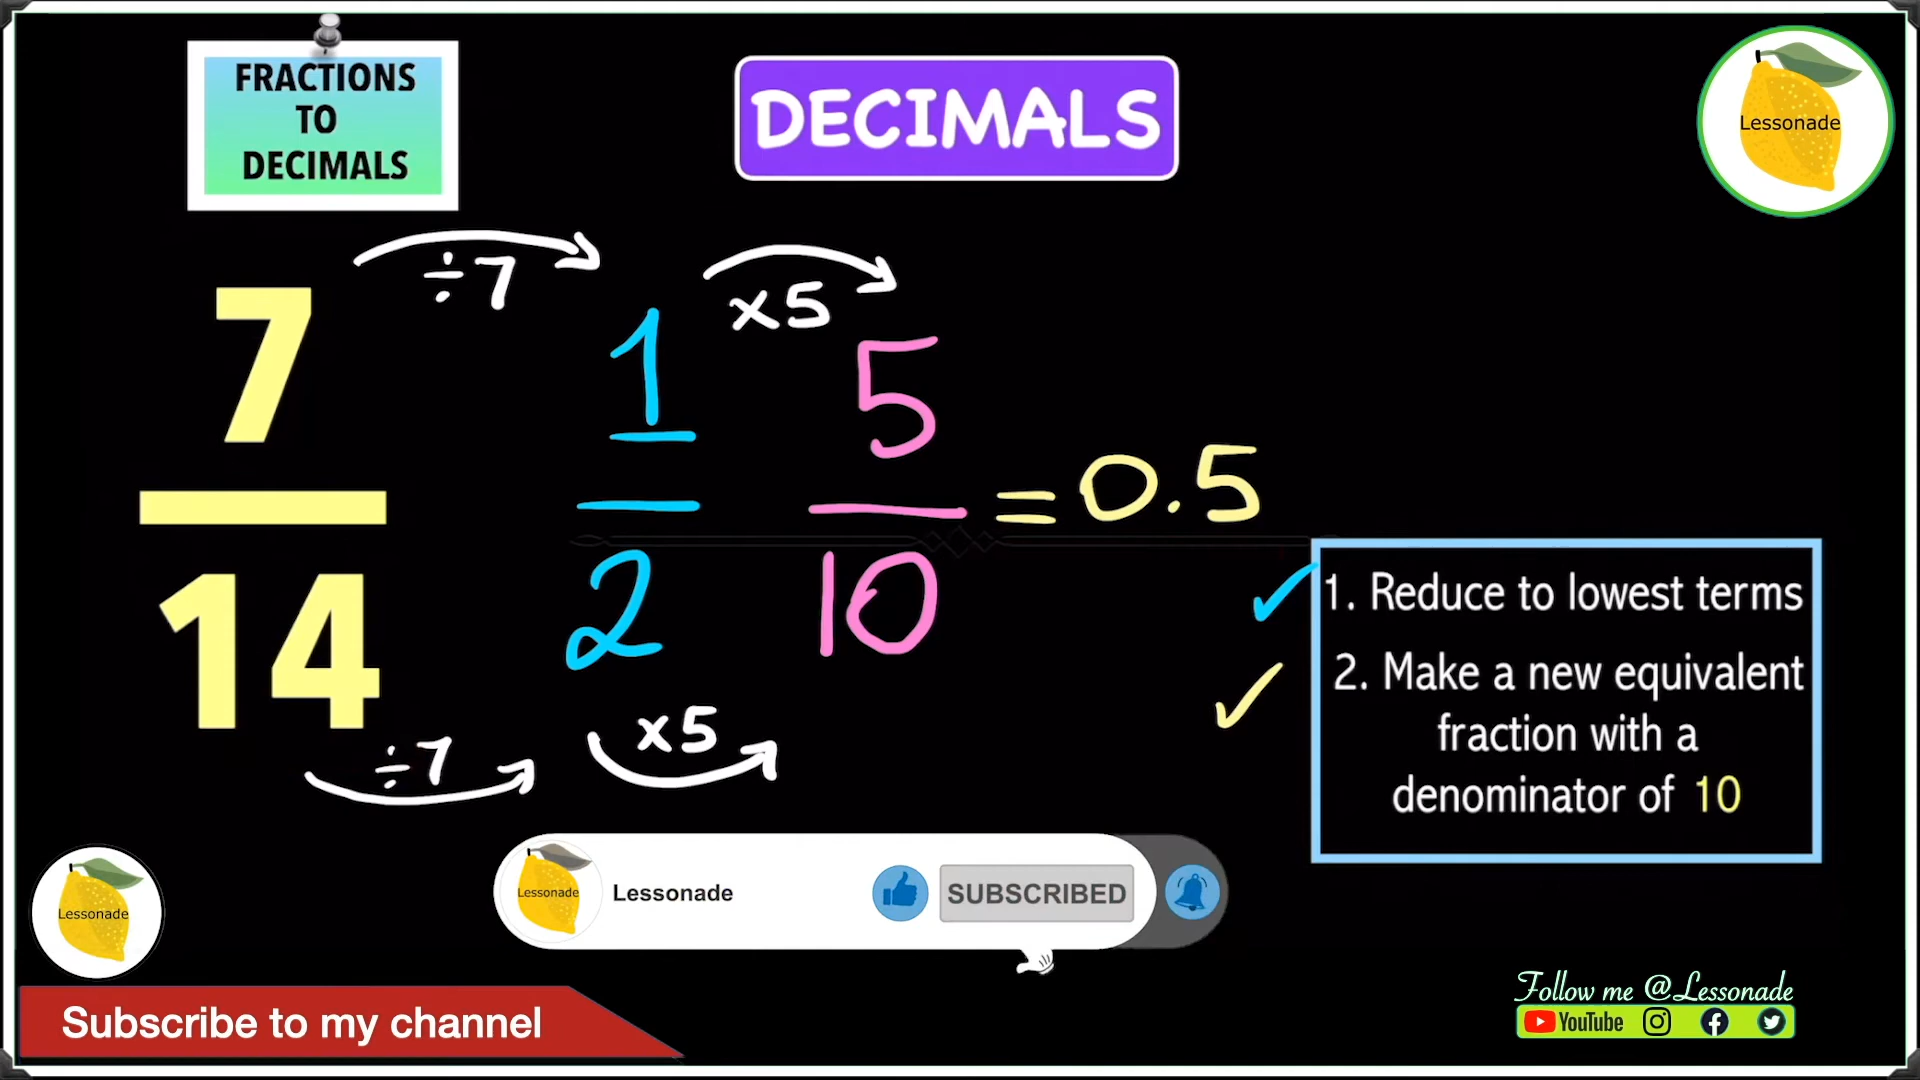 FRACTIONS
TO
DECIMALS
DECIMALS
Lessonade
÷7
×5
7
14
1
2
5
10
= 0.5
÷7
×5
1. Reduce to lowest terms
2. Make a new equivalent
fraction with a
denominator of 10
Lessonade
Lessonade
Lessonade
SUBSCRIBED
Subscribe to my channel
Follow me @Lessonade
YouTube